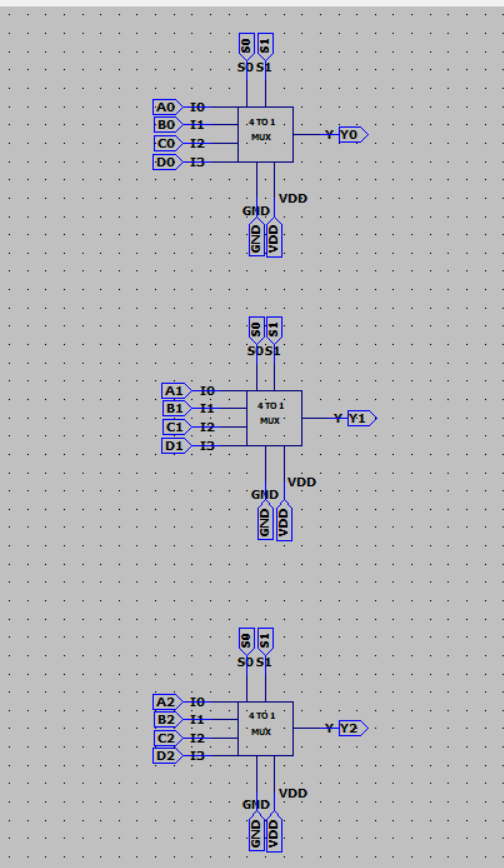 S0 S1
S0 S1
A0 I0
B0 I1
C0 I2
D0 I3
4 TO 1
MUX
Y Y0
VDD
GND
GND VDD
S0 S1
S0 S1
A1 I0
B1 I1
C1 I2
D1 I3
4 TO 1
MUX
Y Y1
VDD
GND
GND VDD
S0 S1
S0 S1
A2 I0
B2 I1
C2 I2
D2 I3
4 TO 1
MUX
Y Y2
VDD
GND
GND VDD